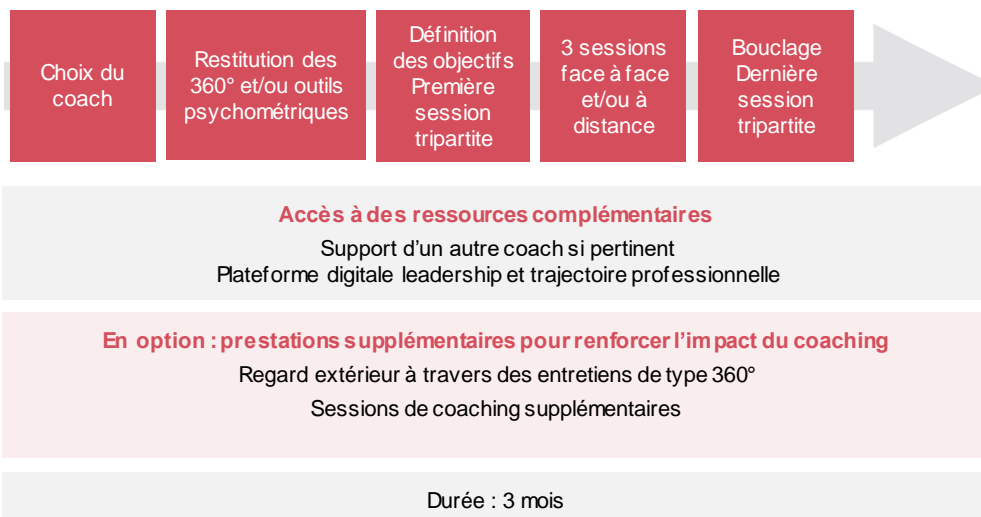 Choix du
coach
Restitution des
360° et/ou outils
psychométriques
Définition
des objectifs
Première
session
tripartite
3 sessions
face à face
et/ou à
distance
Bouclage
Dernière
session
tripartite
Accès à des ressources complémentaires
Support d'un autre coach si pertinent
Plateforme digitale leadership et trajectoire professionnelle
En option : prestations supplémentaires pour renforcer l'impact du coaching
Regard extérieur à travers des entretiens de type 360°
Sessions de coaching supplémentaires
Durée : 3 mois